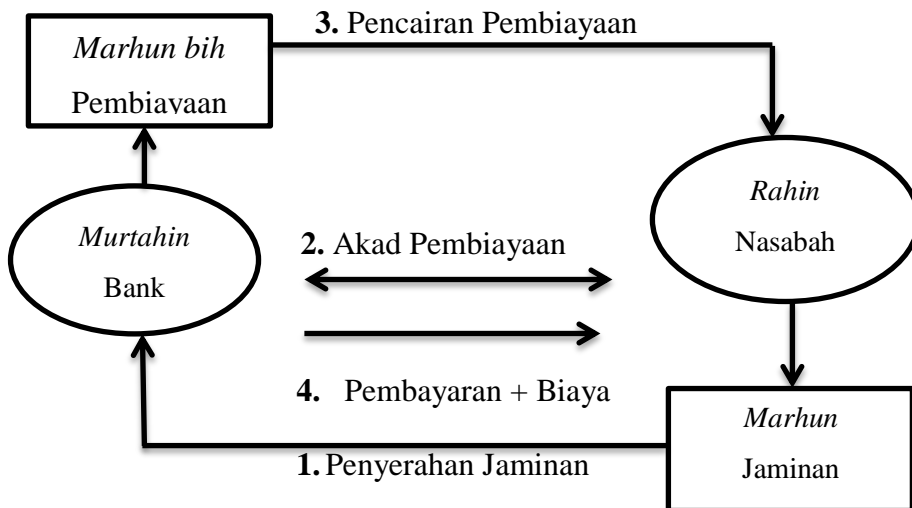 3. Pencairan Pembiayaan
Marhun bih
Pembiayaan
Rahin
Nasabah
Murtahin
Bank
2. Akad Pembiayaan
4. Pembayaran + Biaya
Marhun
Jaminan
1. Penyerahan Jaminan